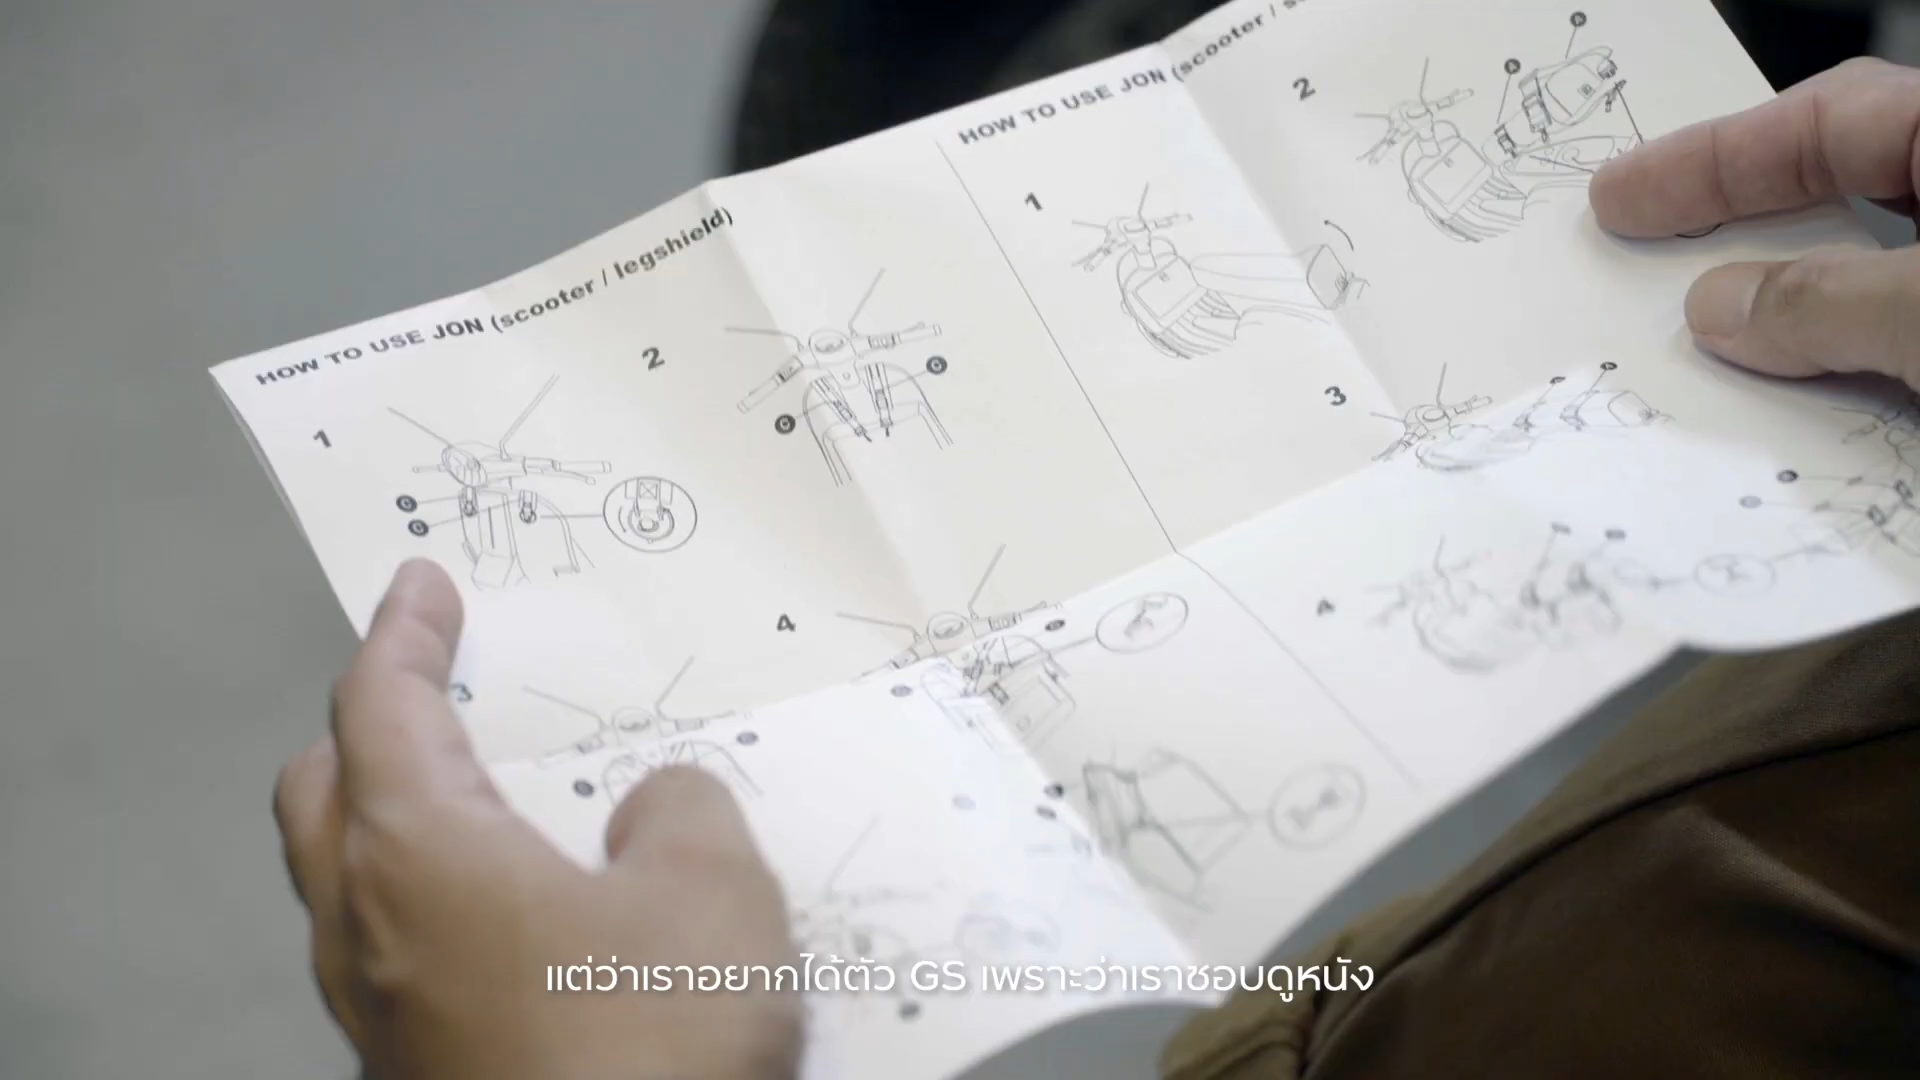 HOW TO USE JON (scooter / legshield)
1
2
3
4
HOW TO USE JON (scooter /
1
2
3
4
แต่ว่าเราอยากได้ตัว GS เพราะว่าเราชอบดูหนัง